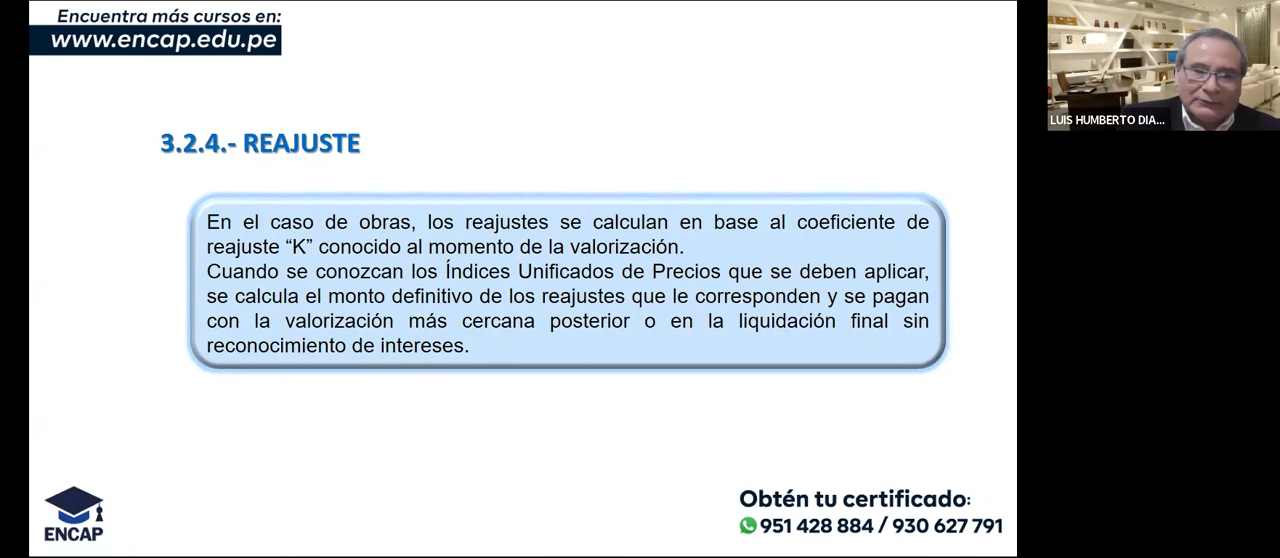 Encuentra más cursos en:
www.encap.edu.pe
LUIS HUMBERTO DIA...
3.2.4.- REAJUSTE
En el caso de obras, los reajustes se calculan en base al coeficiente de
reajuste “K” conocido al momento de la valorización.
Cuando se conozcan los Índices Unificados de Precios que se deben aplicar,
se calcula el monto definitivo de los reajustes que le corresponden y se pagan
con la valorización más cercana posterior o en la liquidación final sin
reconocimiento de intereses.
ENCAP
Obtén tu certificado:
951 428 884 / 930 627 791